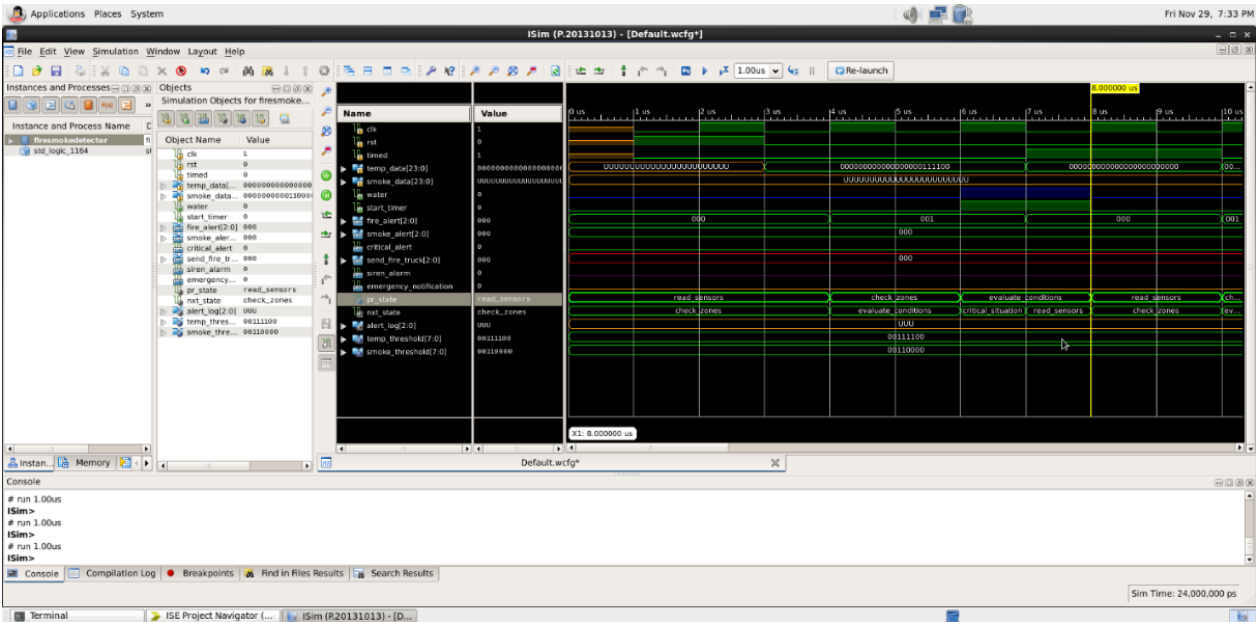 Applications Places System
Fri Nov 29, 7:33 PM
ISim (P.20131013) - [Default.wcfg*]
File Edit View Simulation Window Layout Help
1.00us
Re-launch
Instances and Processes
Instance and Process Name
firesmokedetector
std_logic_1164
Objects
Simulation Objects for firesmoke...
Object Name Value
clk 1
rst 0
timed 0
temp_data[... 000000000000000
smoke_data...
water 0
start_timer 0
fire_alert[2:0] 000
smoke_aler... 000
critical_alert 0
send_fire_tr... 000
siren_alarm 0
emergency... 0
pr_state read_sensors
nxt_state check_zones
alert_log[2:0] UUU
temp_thres... 00111100
smoke_thre... 00110000
Name Value
clk 1
rst 0
timed 1
temp_data[23:0]
smoke_data[23:0]
water 0
start_timer 0
fire_alert[2:0] 000
smoke_alert[2:0] 000
critical_alert 0
send_fire_truck[2:0] 000
siren_alarm 0
emergency_notification 0
pr_state read_sensors
nxt_state check_zones
alert_log[2:0] UUU
temp_threshold[7:0] 00111100
smoke_threshold[7:0] 00110000
8.000000 us
0 us 1 us 2 us 3 us 4 us 5 us 6 us 7 us 8 us 9 us 10 us
UUUUUUUUUUUUUUUUUUUUUUUU 000000000000000000111100 000000000000000000000000 00...
UUUUUUUUUUUUUUUUUUUUUUUU
000 001 000 001
000
000
read_sensors check_zones evaluate_conditions read_sensors ch...
check_zones evaluate_conditions critical_situation read_sensors check_zones ev...
UUU
00111100
00110000
X1: 8.000000 us
Instan... Memory
Default.wcfg*
Console
# run 1.00us
ISim>
# run 1.00us
ISim>
# run 1.00us
ISim>
Console Compilation Log Breakpoints Find in Files Results Search Results
Sim Time: 24,000,000 ps
Terminal ISE Project Navigator (... ISim (P.20131013) - [D...